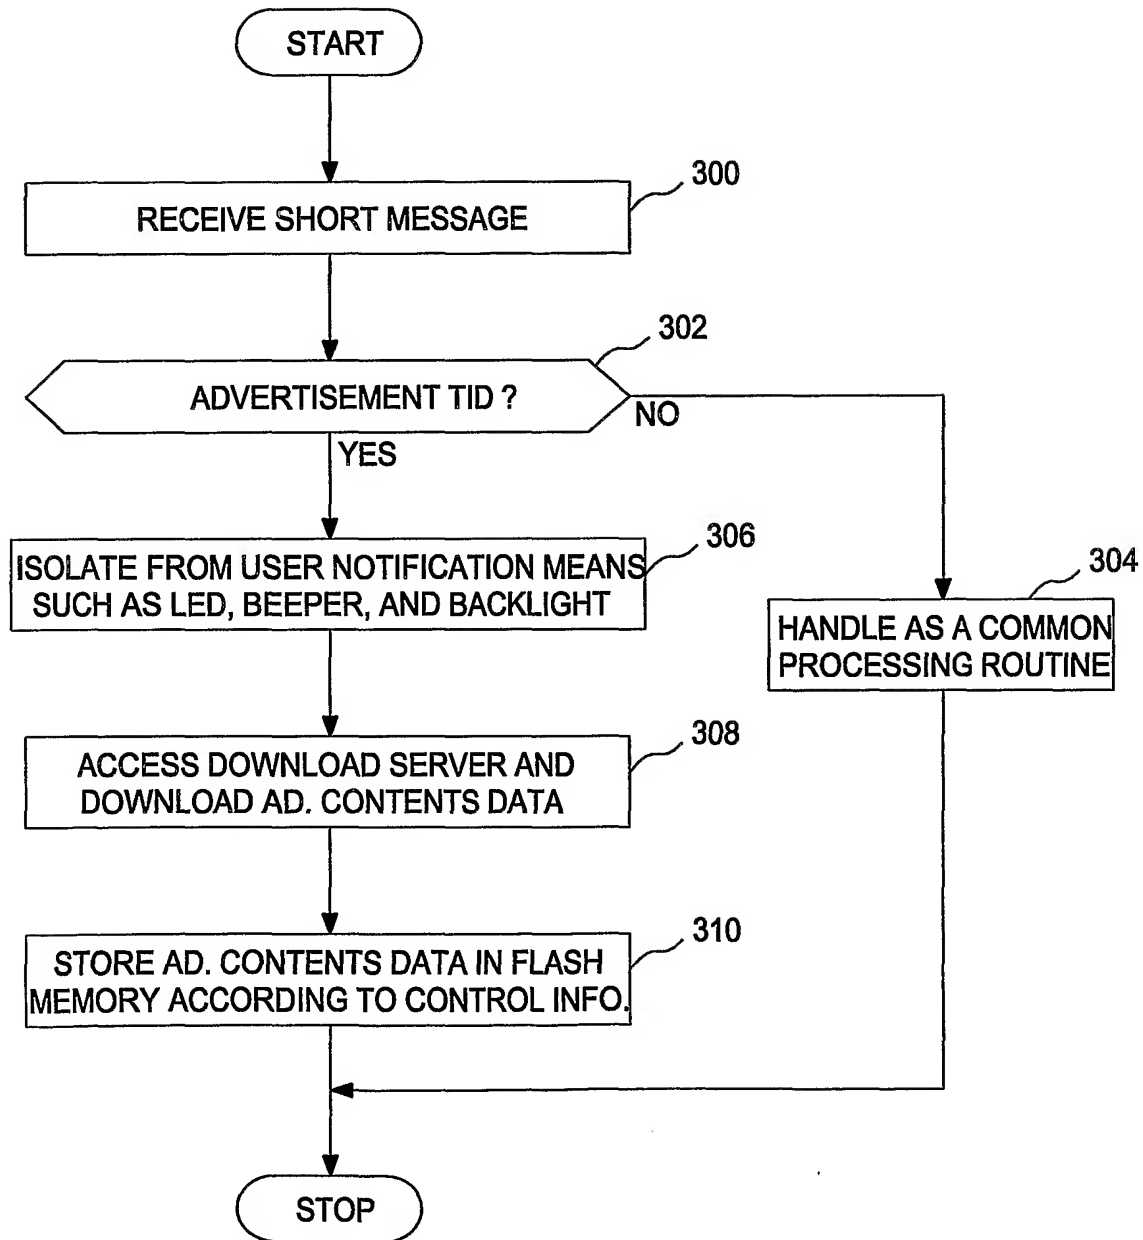 START
300
RECEIVE SHORT MESSAGE
302
ADVERTISEMENT TID ?
NO
YES
306
ISOLATE FROM USER NOTIFICATION MEANS
SUCH AS LED, BEEPER, AND BACKLIGHT
304
HANDLE AS A COMMON
PROCESSING ROUTINE
308
ACCESS DOWNLOAD SERVER AND
DOWNLOAD AD. CONTENTS DATA
310
STORE AD. CONTENTS DATA IN FLASH
MEMORY ACCORDING TO CONTROL INFO.
STOP